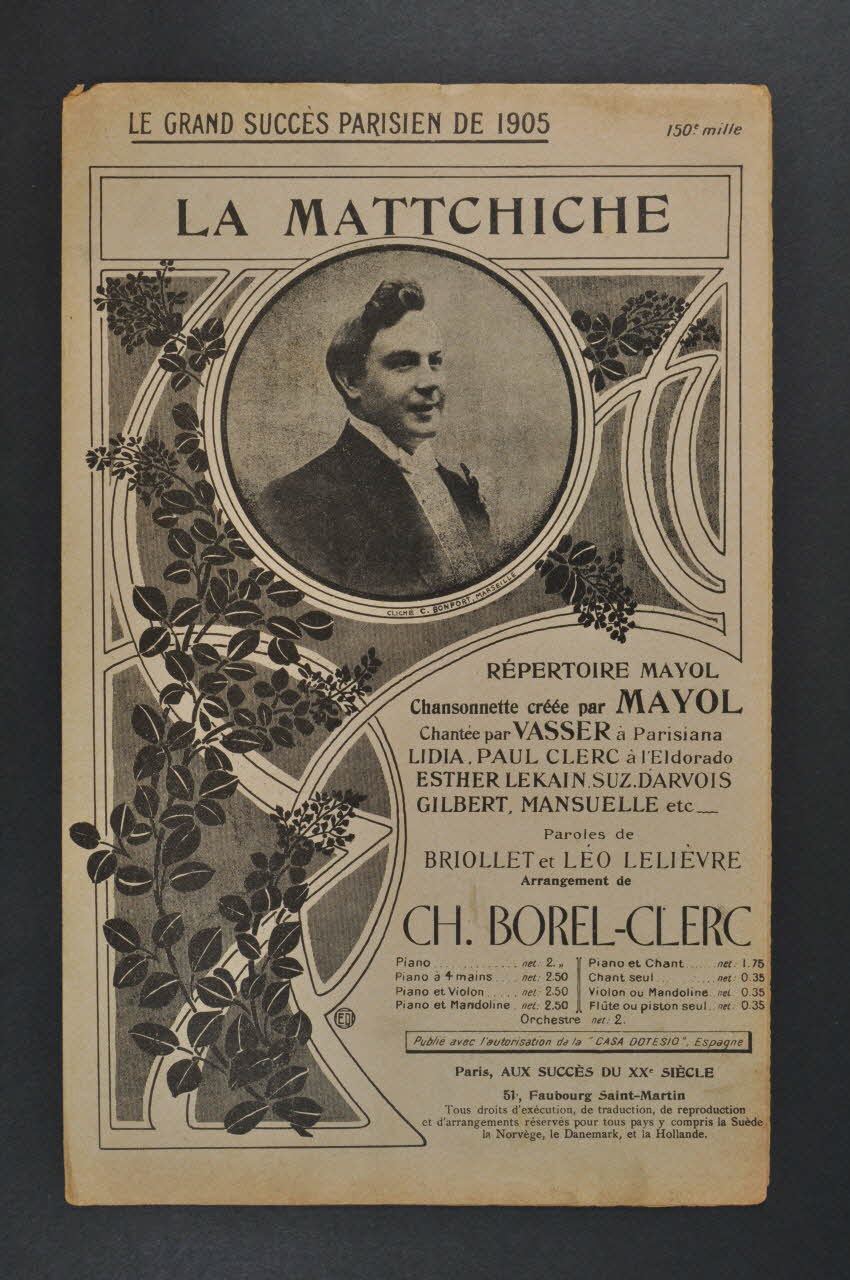 LE GRAND SUCCÈS PARISIEN DE 1905
150.e mille
LA MATTCHICHE
CLICHÉ C. BONFORT, MARSEILLE
RÉPERTOIRE MAYOL
Chansonnette créée par MAYOL
Chantée par VASSER à Parisiana
LIDIA, PAUL CLERC à l'Eldorado
ESTHER LEKAIN, SUZ. D'ARVOIS
GILBERT, MANSUELLE etc
Paroles de
BRIOLLET et LÉO LELIÈVRE
Arrangement de
CH. BOREL-CLERC
Piano .......... net: 2. „
Piano à 4 mains ... net: 2.50
Piano et Violon ..... net: 2.50
Piano et Mandoline . net: 2.50
Piano et Chant ..... net: 1.75
Chant seul .......... net: 0.35
Violon ou Mandoline net. 0.35
Flûte ou piston seul .. net. 0.35
Orchestre net: 2.
Publié avec l'autorisation de la "CASA DOTESIO", Espagne
Paris, AUX SUCCÈS DU XXe SIÈCLE
51, Faubourg Saint-Martin
Tous droits d'exécution, de traduction, de reproduction
et d'arrangements réservés pour tous pays y compris la Suède
la Norvège, le Danemark, et la Hollande.